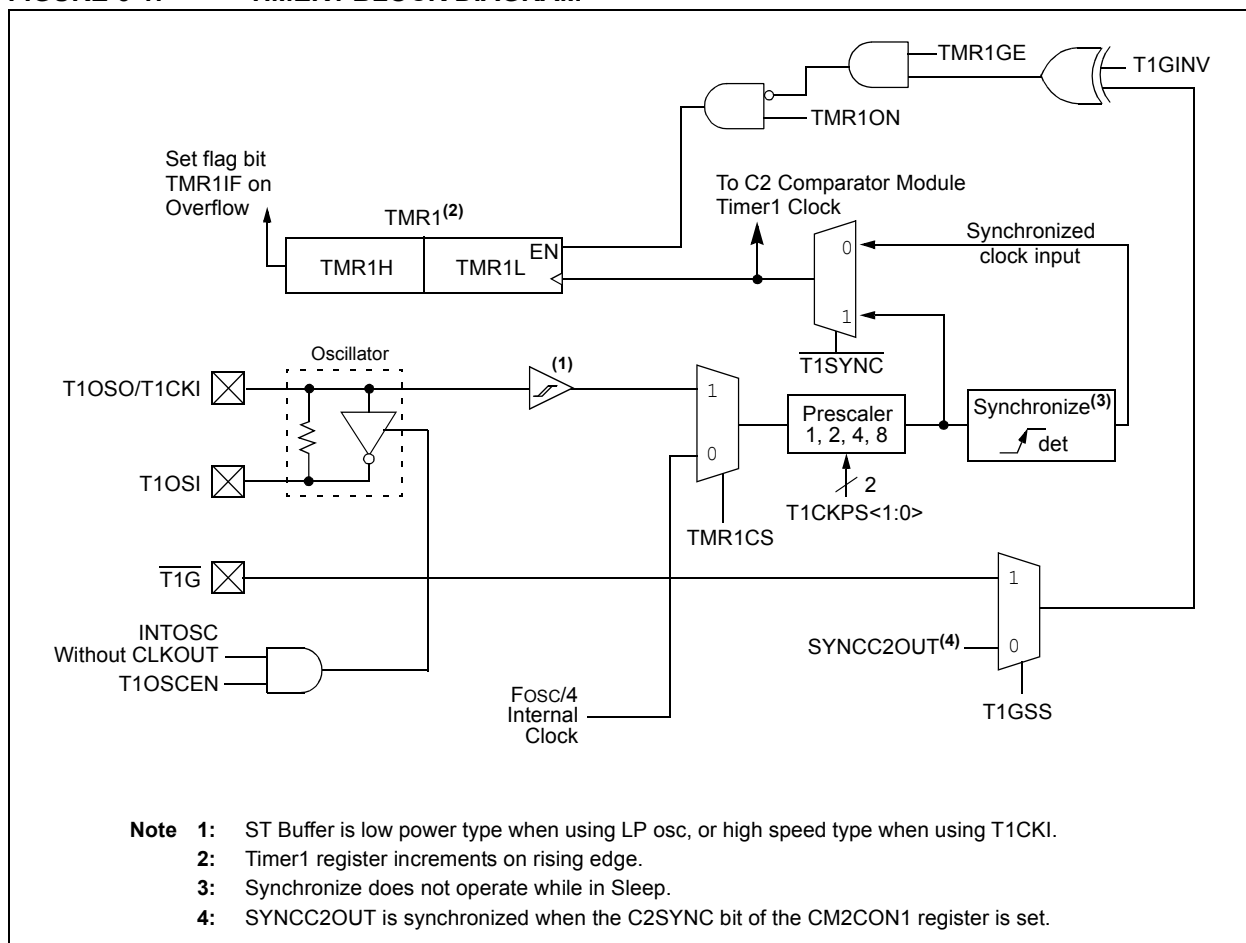 TMR1GE
T1GINV
TMR1ON
Set flag bit
TMR1IF on
Overflow
To C2 Comparator Module
Timer1 Clock
TMR1(2)
EN
TMR1H
TMR1L
0
Synchronized
clock input
1
T1SYNC
Oscillator
(1)
T1OSO/T1CKI
1
Prescaler
1, 2, 4, 8
Synchronize(3)
det
0
T1OSI
2
T1CKPS<1:0>
TMR1CS
T1G
1
INTOSC
Without CLKOUT
T1OSCEN
SYNCC2OUT(4)
0
FOSC/4
Internal
Clock
T1GSS
Note 1: ST Buffer is low power type when using LP osc, or high speed type when using T1CKI.
2: Timer1 register increments on rising edge.
3: Synchronize does not operate while in Sleep.
4: SYNCC2OUT is synchronized when the C2SYNC bit of the CM2CON1 register is set.